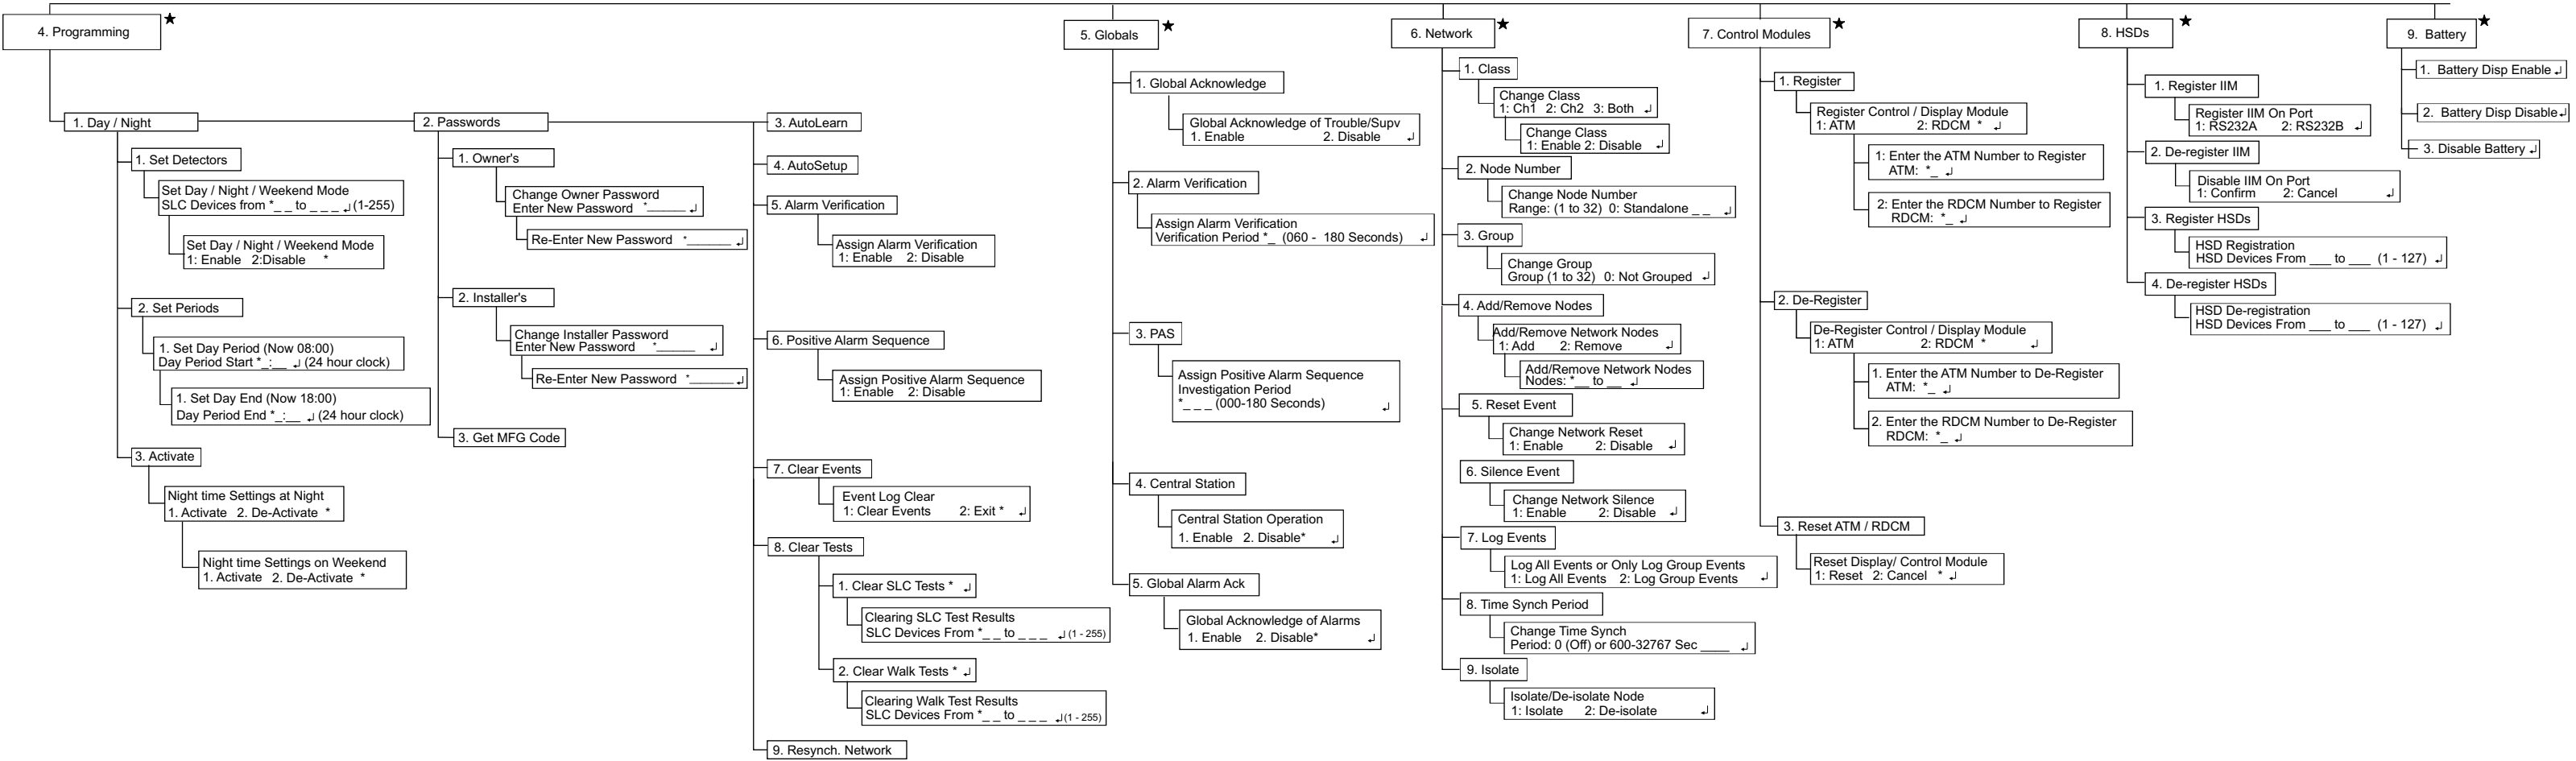 4. Programming ★
1. Day / Night
1. Set Detectors
Set Day / Night / Weekend Mode
SLC Devices from *_ _ to _ _ _ ↲ (1-255)
Set Day / Night / Weekend Mode
1: Enable 2:Disable *
2. Set Periods
1. Set Day Period (Now 08:00)
Day Period Start *_:__ ↲ (24 hour clock)
1. Set Day End (Now 18:00)
Day Period End *_:__ ↲ (24 hour clock)
3. Activate
Night time Settings at Night
1. Activate 2. De-Activate *
Night time Settings on Weekend
1. Activate 2. De-Activate *
2. Passwords
1. Owner's
Change Owner Password
Enter New Password *______ ↲
Re-Enter New Password *_______ ↲
2. Installer's
Change Installer Password
Enter New Password *______ ↲
Re-Enter New Password *_______ ↲
3. Get MFG Code
3. AutoLearn
4. AutoSetup
5. Alarm Verification
Assign Alarm Verification
1: Enable 2: Disable
6. Positive Alarm Sequence
Assign Positive Alarm Sequence
1: Enable 2: Disable
7. Clear Events
Event Log Clear
1: Clear Events 2: Exit * ↲
8. Clear Tests
1. Clear SLC Tests * ↲
Clearing SLC Test Results
SLC Devices From *_ _ to _ _ _ ↲ (1 - 255)
2. Clear Walk Tests * ↲
Clearing Walk Test Results
SLC Devices From *_ _ to _ _ _ ↲ (1 - 255)
9. Resynch. Network
5. Globals ★
1. Global Acknowledge
Global Acknowledge of Trouble/Supv
1. Enable 2. Disable ↲
2. Alarm Verification
Assign Alarm Verification
Verification Period *_ (060 - 180 Seconds) ↲
3. PAS
Assign Positive Alarm Sequence
Investigation Period
*_ _ _ (000-180 Seconds) ↲
4. Central Station
Central Station Operation
1. Enable 2. Disable* ↲
5. Global Alarm Ack
Global Acknowledge of Alarms
1. Enable 2. Disable* ↲
6. Network ★
1. Class
Change Class
1: Ch1 2: Ch2 3: Both ↲
Change Class
1: Enable 2: Disable ↲
2. Node Number
Change Node Number
Range: (1 to 32) 0: Standalone _ _ ↲
3. Group
Change Group
Group (1 to 32) 0: Not Grouped ↲
4. Add/Remove Nodes
Add/Remove Network Nodes
1: Add 2: Remove ↲
Add/Remove Network Nodes
Nodes: *__ to __ ↲
5. Reset Event
Change Network Reset
1: Enable 2: Disable ↲
6. Silence Event
Change Network Silence
1: Enable 2: Disable ↲
7. Log Events
Log All Events or Only Log Group Events
1: Log All Events 2: Log Group Events ↲
8. Time Synch Period
Change Time Synch
Period: 0 (Off) or 600-32767 Sec ____ ↲
9. Isolate
Isolate/De-isolate Node
1: Isolate 2: De-isolate ↲
7. Control Modules ★
1. Register
Register Control / Display Module
1: ATM 2: RDCM * ↲
1: Enter the ATM Number to Register
ATM: *_ ↲
2: Enter the RDCM Number to Register
RDCM: *_ ↲
2. De-Register
De-Register Control / Display Module
1: ATM 2: RDCM * ↲
1. Enter the ATM Number to De-Register
ATM: *_ ↲
2. Enter the RDCM Number to De-Register
RDCM: *_ ↲
3. Reset ATM / RDCM
Reset Display/ Control Module
1: Reset 2: Cancel * ↲
8. HSDs ★
1. Register IIM
Register IIM On Port
1: RS232A 2: RS232B ↲
2. De-register IIM
Disable IIM On Port
1: Confirm 2: Cancel ↲
3. Register HSDs
HSD Registration
HSD Devices From ___ to ___ (1 - 127) ↲
4. De-register HSDs
HSD De-registration
HSD Devices From ___ to ___ (1 - 127) ↲
9. Battery ★
1. Battery Disp Enable ↲
2. Battery Disp Disable ↲
3. Disable Battery ↲